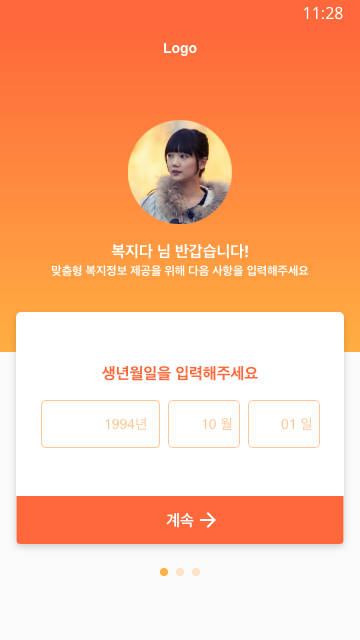 11:28
Logo
복지다 님 반갑습니다!
맞춤형 복지정보 제공을 위해 다음 사항을 입력해주세요
생년월일을 입력해주세요
1994년 10 월 01 일
계속 →